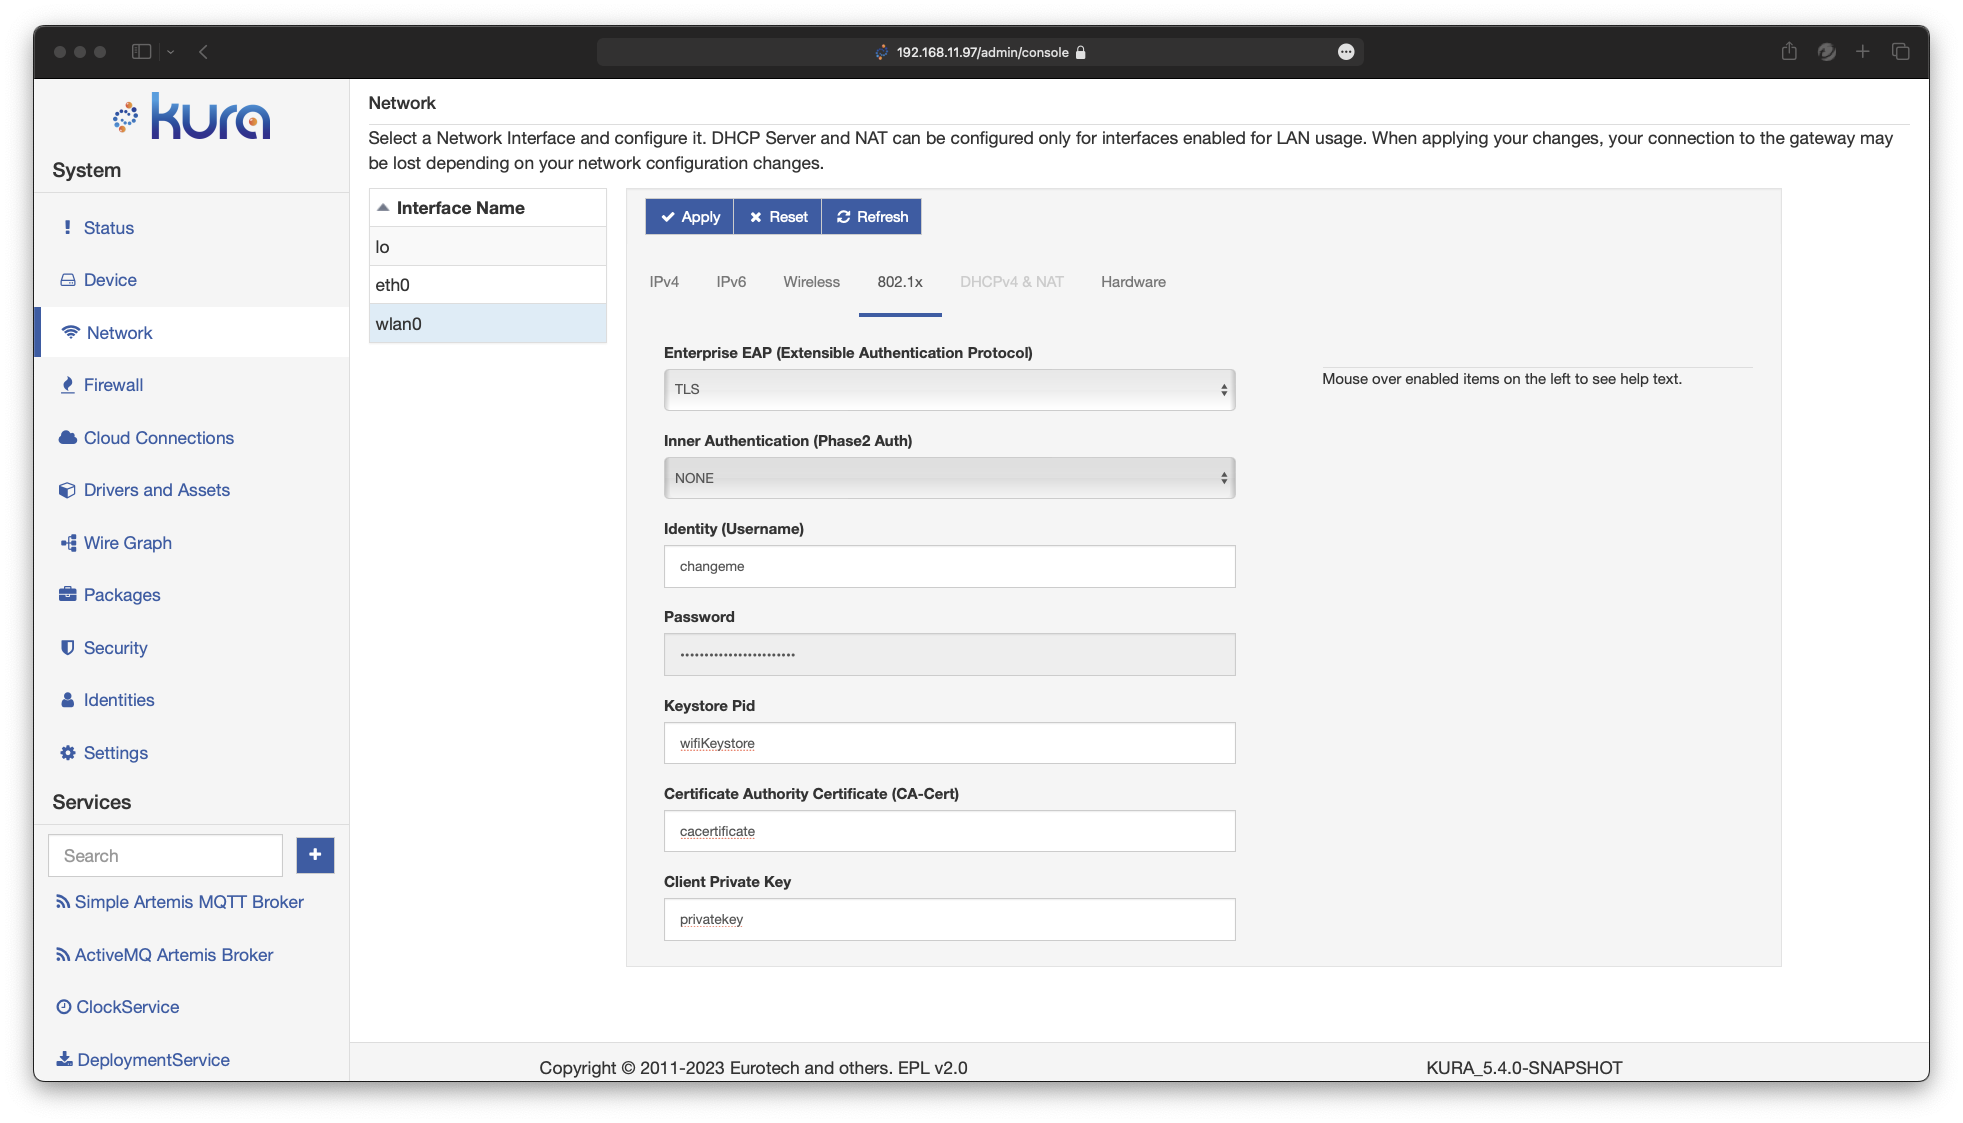 192.168.11.97/admin/console
kura
System
Status
Device
Network
Firewall
Cloud Connections
Drivers and Assets
Wire Graph
Packages
Security
Identities
Settings
Services
Search
Simple Artemis MQTT Broker
ActiveMQ Artemis Broker
ClockService
DeploymentService
Network
Select a Network Interface and configure it. DHCP Server and NAT can be configured only for interfaces enabled for LAN usage. When applying your changes, your connection to the gateway may
be lost depending on your network configuration changes.
Interface Name
lo
eth0
wlan0
Apply Reset Refresh
IPv4 IPv6 Wireless 802.1x DHCPv4 & NAT Hardware
Enterprise EAP (Extensible Authentication Protocol)
TLS
Inner Authentication (Phase2 Auth)
NONE
Identity (Username)
changeme
Password
••••••••••••••••••••••••
Keystore Pid
wifiKeystore
Certificate Authority Certificate (CA-Cert)
cacertificate
Client Private Key
privatekey
Mouse over enabled items on the left to see help text.
Copyright © 2011-2023 Eurotech and others. EPL v2.0
KURA_5.4.0-SNAPSHOT